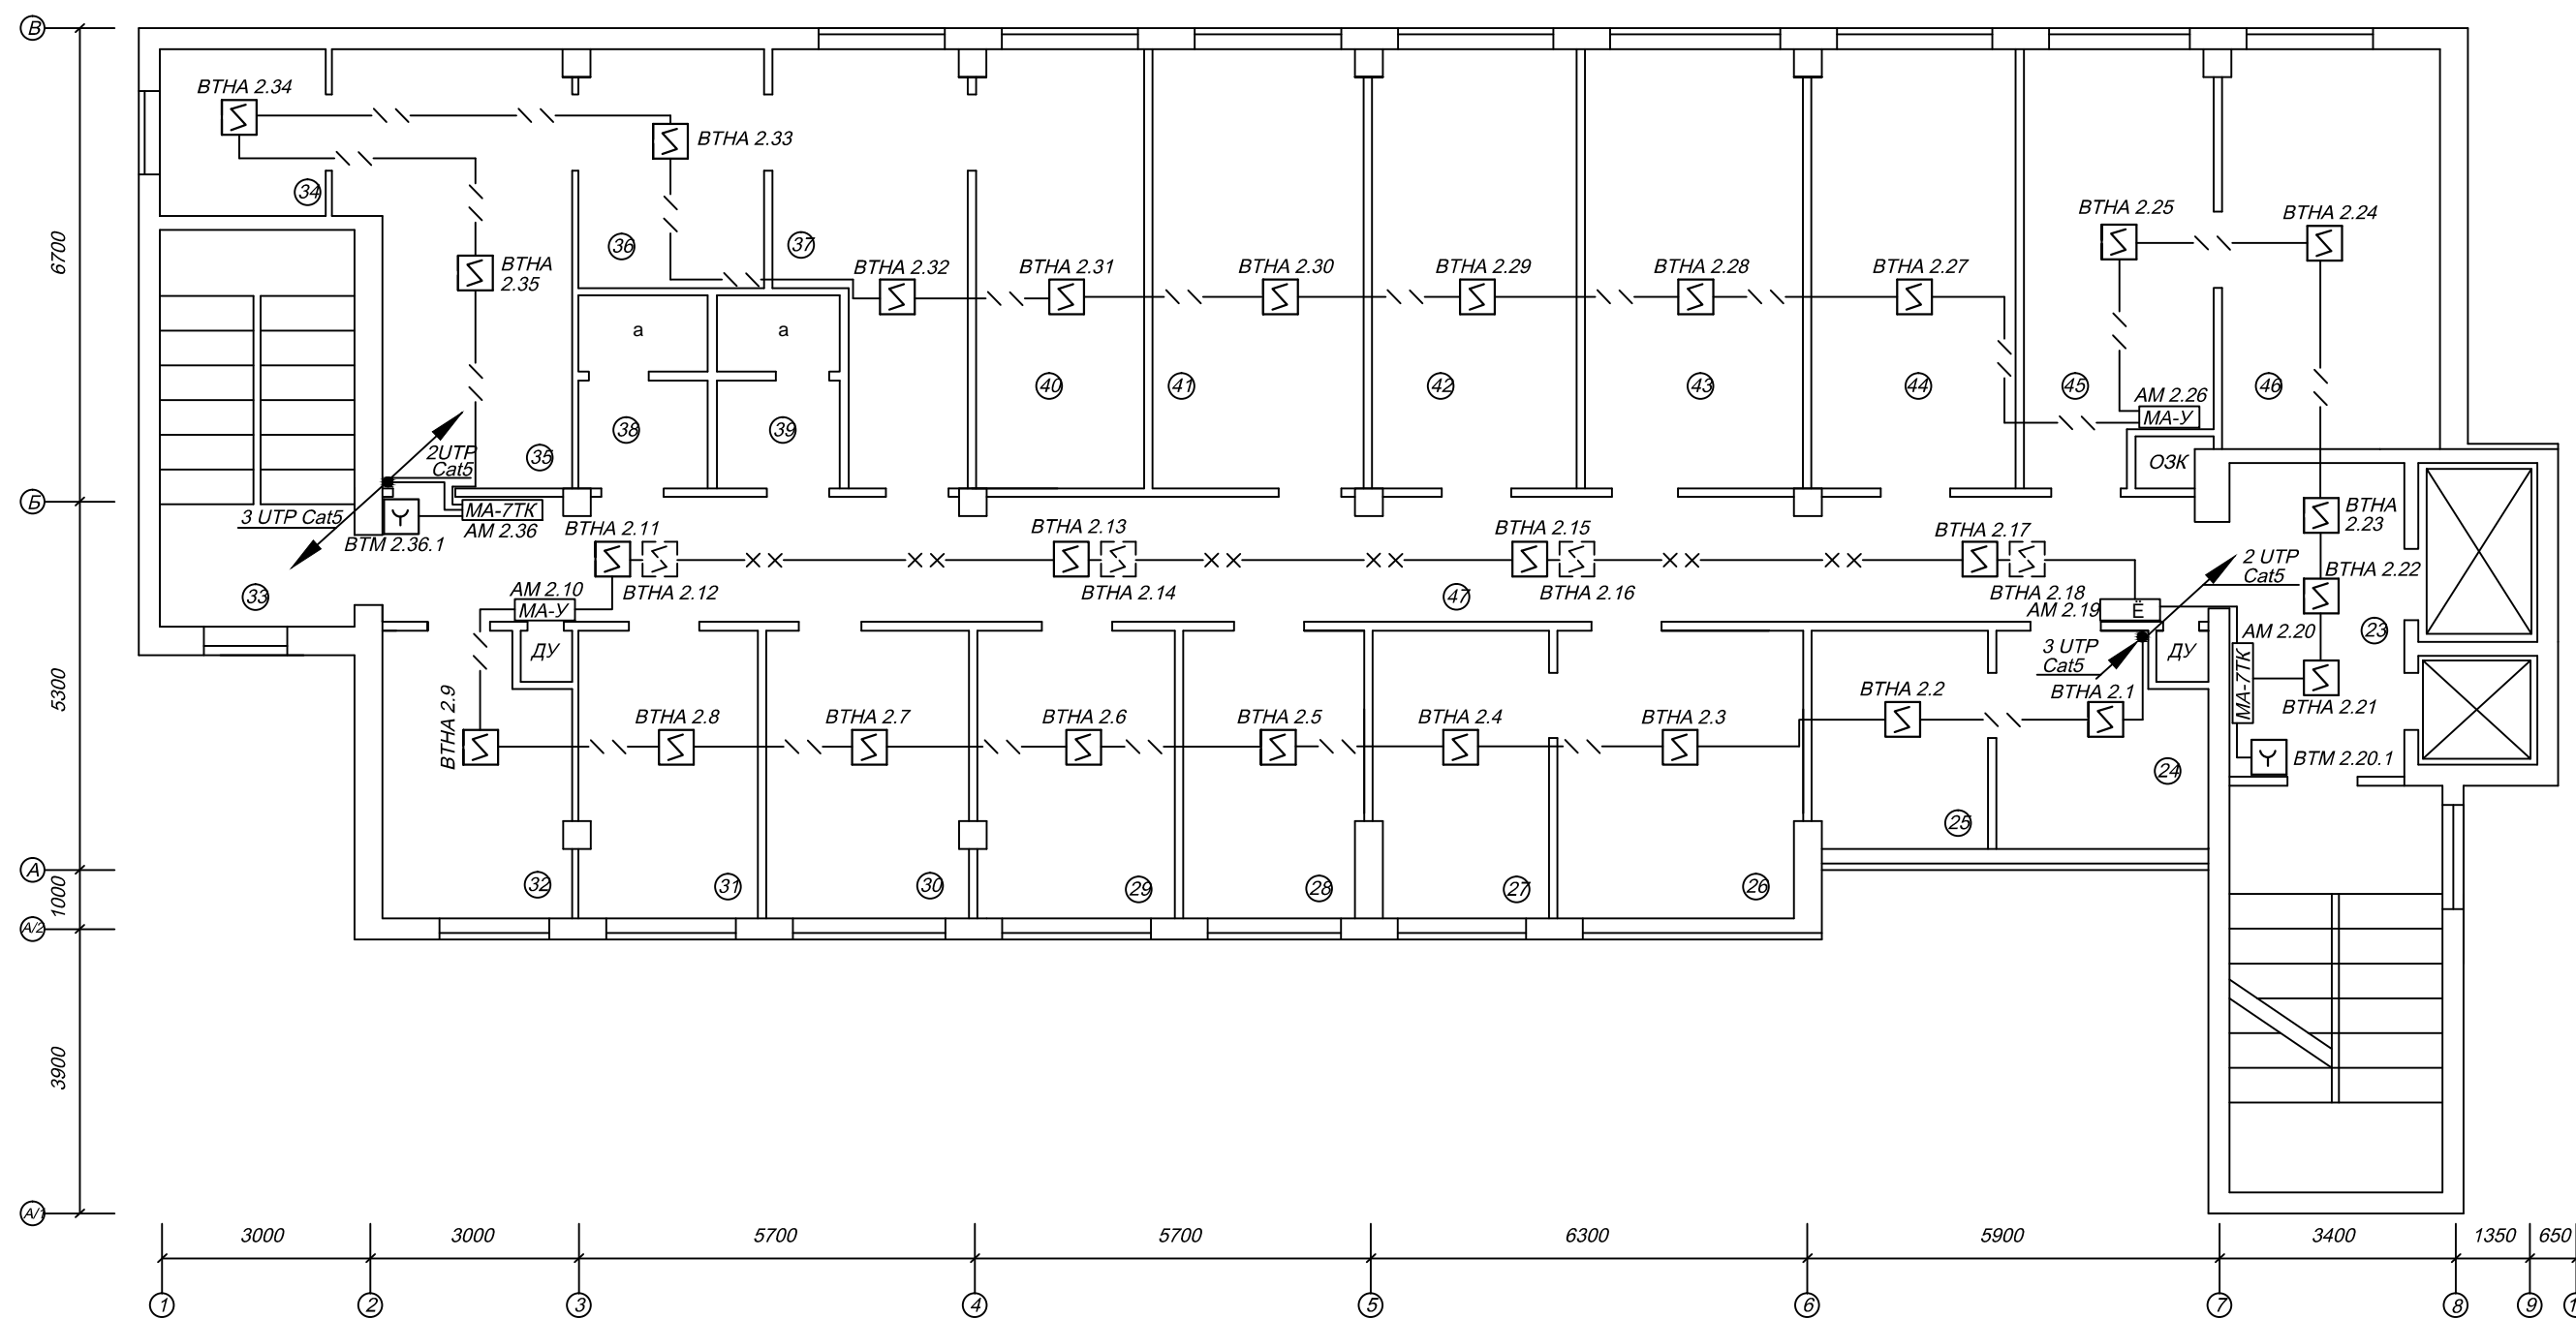 В
ВТНА 2.34
ВТНА 2.33
34
6700
36
37
ВТНА 2.25
ВТНА 2.24
ВТНА
2.35
ВТНА 2.32
ВТНА 2.31
ВТНА 2.30
ВТНА 2.29
ВТНА 2.28
ВТНА 2.27
а
а
40
41
42
43
44
45
46
АМ 2.26
МА-У
38
39
35
2UTP
Cat5
ОЗК
Б
3 UTP Cat5
МА-7ТК
АМ 2.36
ВТМ 2.36.1
ВТНА 2.11
ВТНА 2.13
ВТНА 2.15
ВТНА 2.17
ВТНА
2.23
2 UTP
Cat5
ВТНА 2.22
33
АМ 2.10
МА-У
ВТНА 2.12
ВТНА 2.14
ВТНА 2.16
47
ВТНА 2.18
АМ 2.19
Ё
23
АМ 2.20
ДУ
3 UTP
Cat5
ДУ
МА-7ТК
5300
ВТНА 2.9
ВТНА 2.8
ВТНА 2.7
ВТНА 2.6
ВТНА 2.5
ВТНА 2.4
ВТНА 2.3
ВТНА 2.2
ВТНА 2.1
ВТНА 2.21
ВТМ 2.20.1
24
25
А
1000
32
31
30
29
28
27
26
А/2
3900
А/1
3000
3000
5700
5700
6300
5900
3400
1350
650
1
2
3
4
5
6
7
8
9